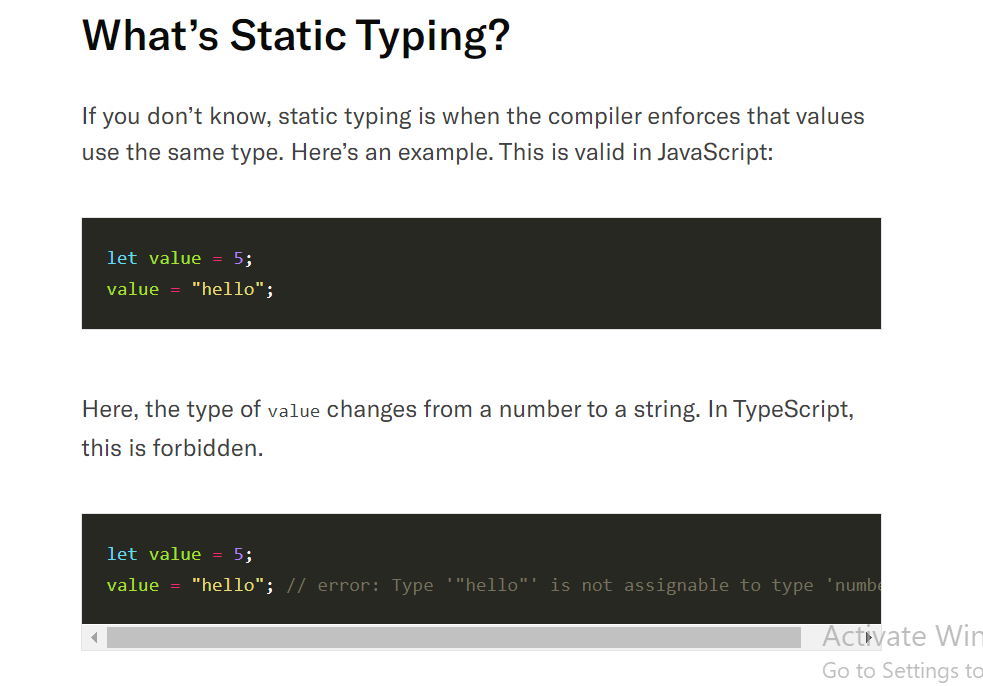 What’s Static Typing?
If you don’t know, static typing is when the compiler enforces that values
use the same type. Here’s an example. This is valid in JavaScript:
let value = 5;
value = "hello";
Here, the type of value changes from a number to a string. In TypeScript,
this is forbidden.
let value = 5;
value = "hello"; // error: Type '"hello"' is not assignable to type 'numbe
Activate Win
Go to Settings to